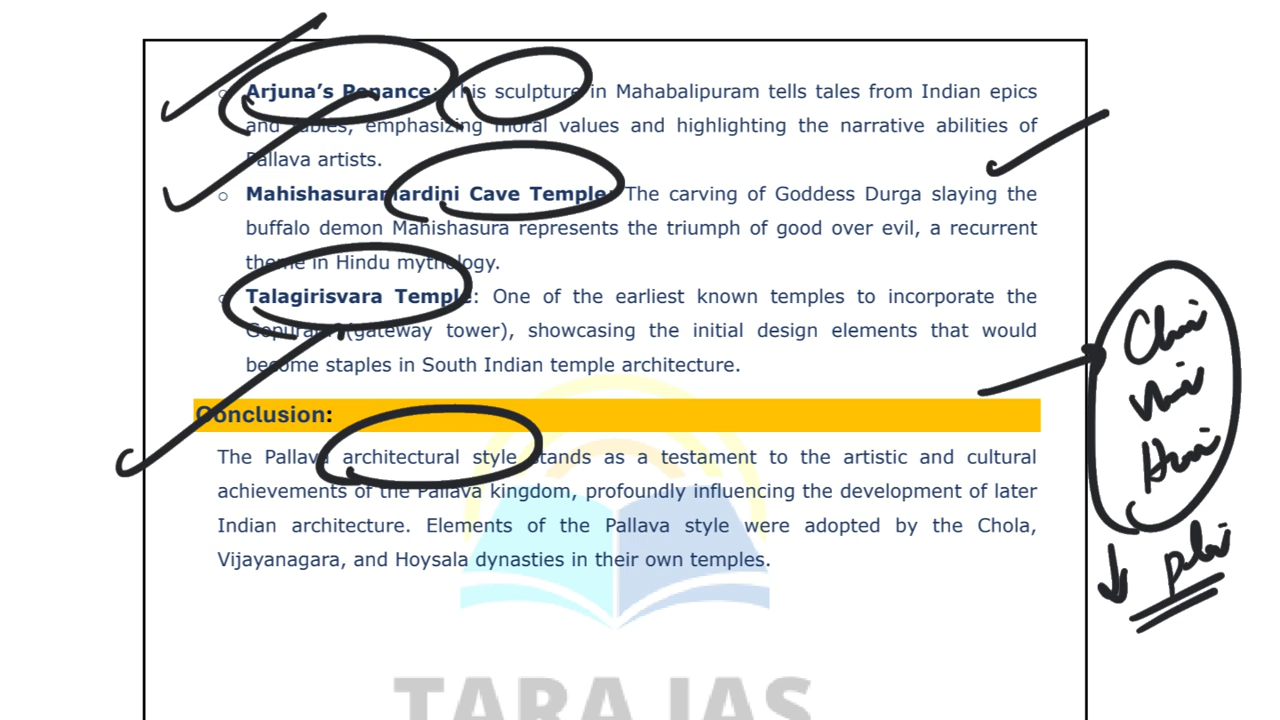 Arjuna's Penance: This sculpture in Mahabalipuram tells tales from Indian epics
and fables, emphasizing moral values and highlighting the narrative abilities of
Pallava artists.
Mahishasuramardini Cave Temple: The carving of Goddess Durga slaying the
buffalo demon Mahishasura represents the triumph of good over evil, a recurrent
theme in Hindu mythology.
Talagirisvara Temple: One of the earliest known temples to incorporate the
Gopuram (gateway tower), showcasing the initial design elements that would
become staples in South Indian temple architecture.
Conclusion:
The Pallava architectural style stands as a testament to the artistic and cultural
achievements of the Pallava kingdom, profoundly influencing the development of later
Indian architecture. Elements of the Pallava style were adopted by the Chola,
Vijayanagara, and Hoysala dynasties in their own temples.
TARA IAS